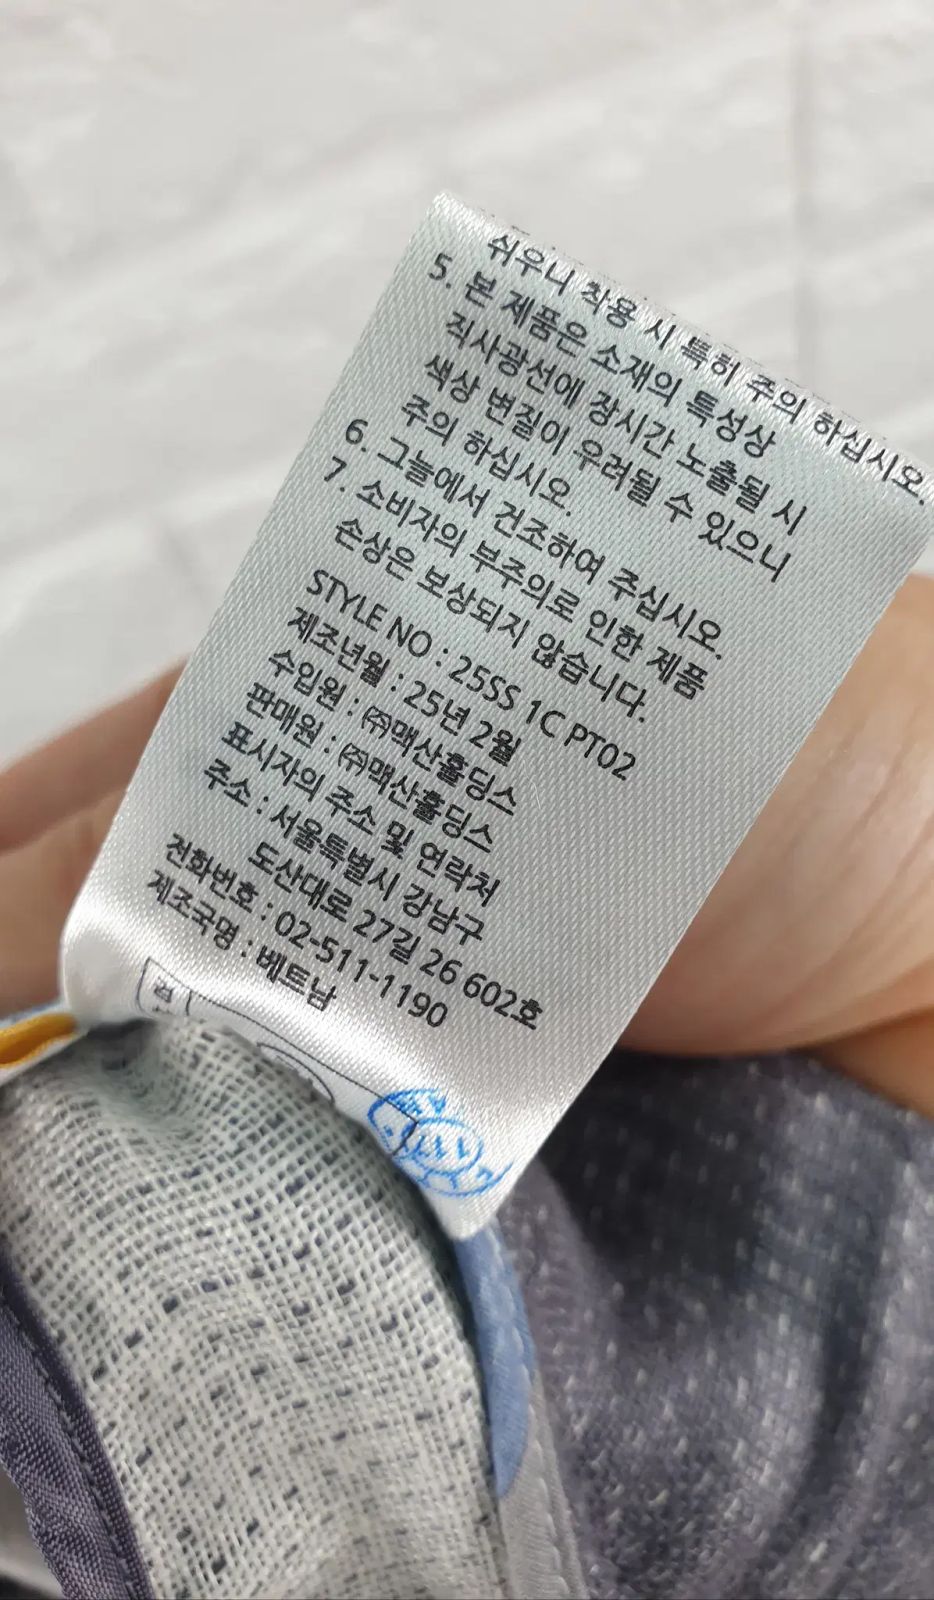 쉬우니 착용 시 특히 주의 하십시오.
5. 본 제품은 소재의 특성상
직사광선에 장시간 노출될 시
색상 변질이 우려될 수 있으니
주의 하십시오.
6. 그늘에서 건조하여 주십시오.
7. 소비자의 부주의로 인한 제품
손상은 보상되지 않습니다.
STYLE NO : 25SS 1C PT02
제조년월 : 25년 2월
수입원 : ㈜맥산홀딩스
판매원 : ㈜맥산홀딩스
표시자의 주소 및 연락처
주소 : 서울특별시 강남구
도산대로 27길 26 602호
전화번호 : 02-511-1190
제조국명 : 베트남